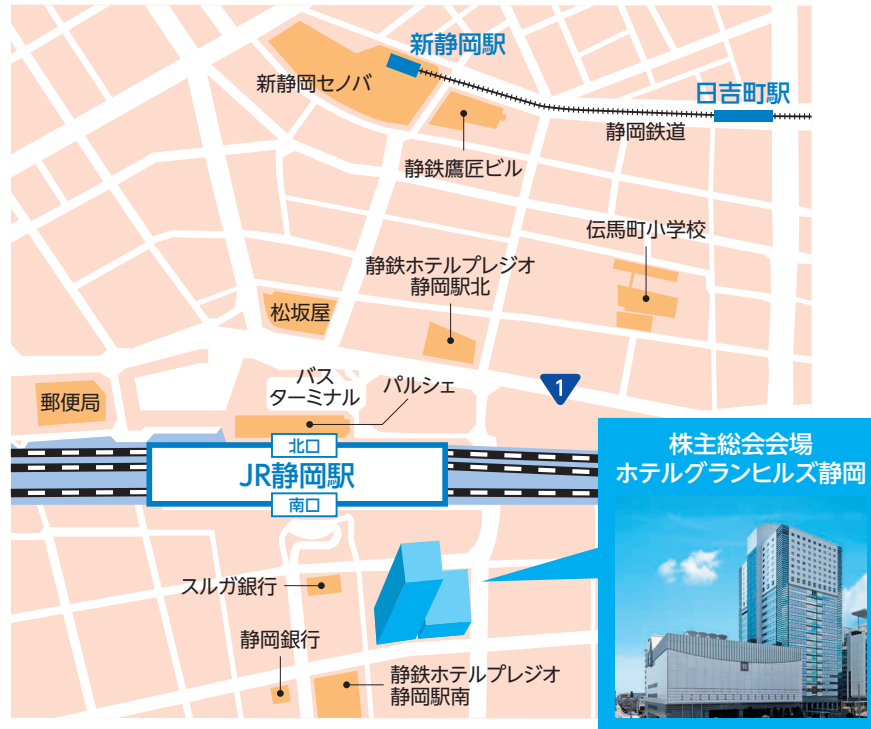 新静岡駅
新静岡セノバ
日吉町駅
静岡鉄道
静鉄鷹匠ビル
伝馬町小学校
静鉄ホテルプレジオ
静岡駅北
松坂屋
バス
ターミナル
パルシェ
1
郵便局
北口
JR静岡駅
南口
株主総会会場
ホテルグランヒルズ静岡
スルガ銀行
静岡銀行
静鉄ホテルプレジオ
静岡駅南